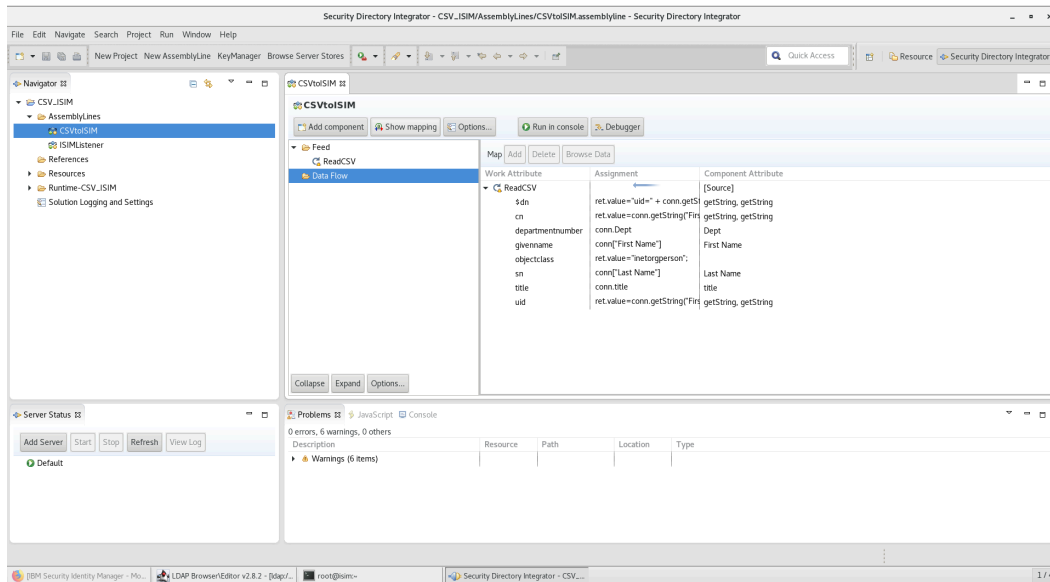 Security Directory Integrator - CSV_ISIM/AssemblyLines/CSVtoISIM.assemblyline - Security Directory Integrator
File Edit Navigate Search Project Run Window Help
New Project New AssemblyLine KeyManager Browse Server Stores Quick Access Resource Security Directory Integrator
Navigator
CSV_ISIM
AssemblyLines
CSVtoISIM
ISIMListener
References
Resources
Runtime-CSV_ISIM
Solution Logging and Settings
CSVtoISIM
CSVtoISIM
Add component Show mapping Options... Run in console Debugger
Feed
ReadCSV
Data Flow
Collapse Expand Options...
Map Add Delete Browse Data
Work Attribute Assignment Component Attribute
ReadCSV [Source]
$dn ret.value="uid=" + conn.getSt getString, getString
cn ret.value=conn.getString("Firs getString, getString
departmentnumber conn.Dept Dept
givenname conn["First Name"] First Name
objectclass ret.value="inetorgperson";
sn conn["Last Name"] Last Name
title conn.title title
uid ret.value=conn.getString("Firs getString, getString
Server Status
Add Server Start Stop Refresh View Log
Default
Problems JavaScript Console
0 errors, 6 warnings, 0 others
Description Resource Path Location Type
Warnings (6 items)
[IBM Security Identity Manager - Mo... LDAP Browser\Editor v2.8.2 - [ldap:/... root@isim:~ Security Directory Integrator - CSV_... 1 /